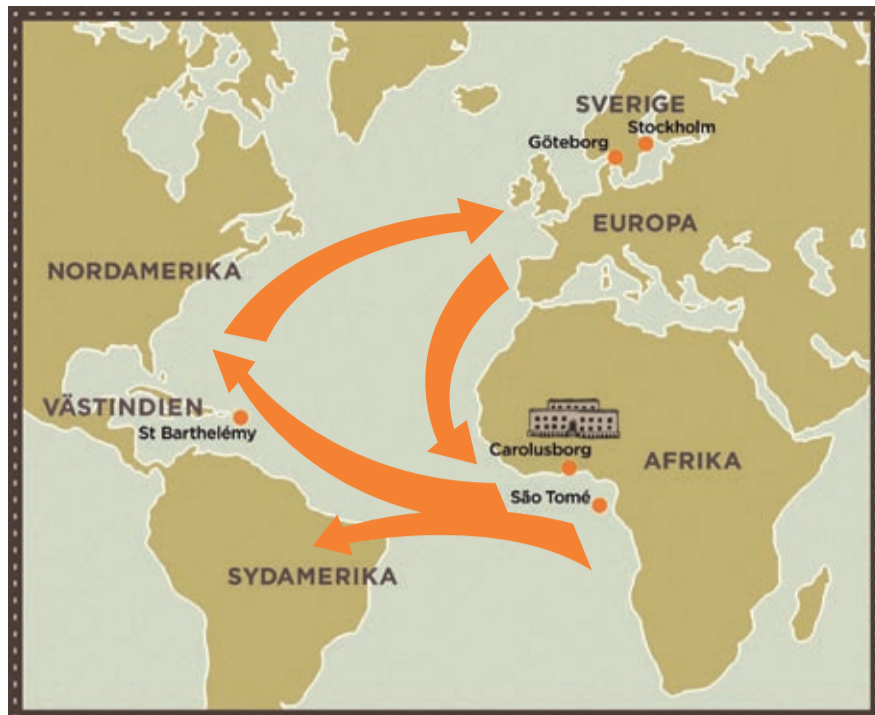 SVERIGE
Stockholm
Göteborg
EUROPA
NORDAMERIKA
VÄSTINDIEN
St Barthelémy
Carolusborg
AFRIKA
São Tomé
SYDAMERIKA